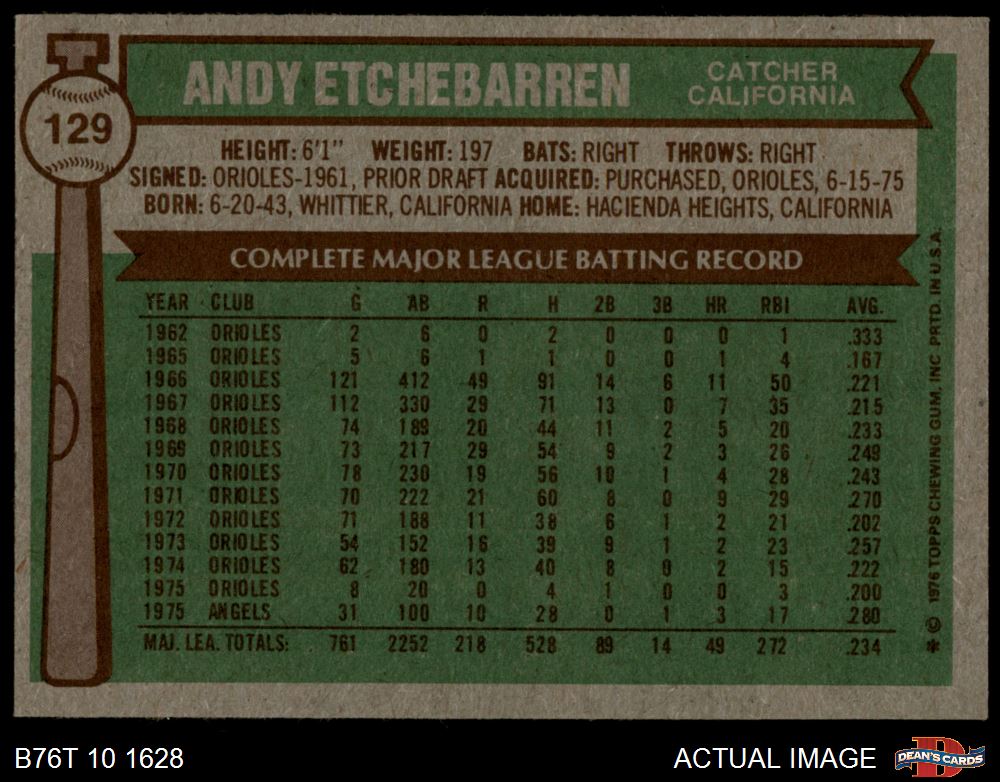 ANDY ETCHEBARREN
CATCHER
CALIFORNIA
129
HEIGHT: 6'1" WEIGHT: 197 BATS: RIGHT THROWS: RIGHT
SIGNED: ORIOLES-1961, PRIOR DRAFT ACQUIRED: PURCHASED, ORIOLES, 6-15-75
BORN: 6-20-43, WHITTIER, CALIFORNIA HOME: HACIENDA HEIGHTS, CALIFORNIA
COMPLETE MAJOR LEAGUE BATTING RECORD
YEAR CLUB G AB R H 2B 3B HR RBI AVG.
1962 ORIOLES 2 6 0 2 0 0 0 1 .333
1965 ORIOLES 5 6 1 1 0 0 1 4 .167
1966 ORIOLES 121 412 49 91 14 6 11 50 .221
1967 ORIOLES 112 330 29 71 13 0 7 35 .215
1968 ORIOLES 74 189 20 44 11 2 5 20 .233
1969 ORIOLES 73 217 29 54 9 2 3 26 .249
1970 ORIOLES 78 230 19 56 10 1 4 28 .243
1971 ORIOLES 70 222 21 60 8 0 9 29 .270
1972 ORIOLES 71 188 11 38 6 1 2 21 .202
1973 ORIOLES 54 152 16 39 9 1 2 23 .257
1974 ORIOLES 62 180 13 40 8 0 2 15 .222
1975 ORIOLES 8 20 0 4 1 0 0 3 .200
1975 ANGELS 31 100 10 28 0 1 3 17 .280
MAJ. LEA. TOTALS: 761 2252 218 528 89 14 49 272 .234
* © 1976 TOPPS CHEWING GUM, INC PRTD. IN U.S.A.
B76T 10 1628
ACTUAL IMAGE
DEAN'S CARDS